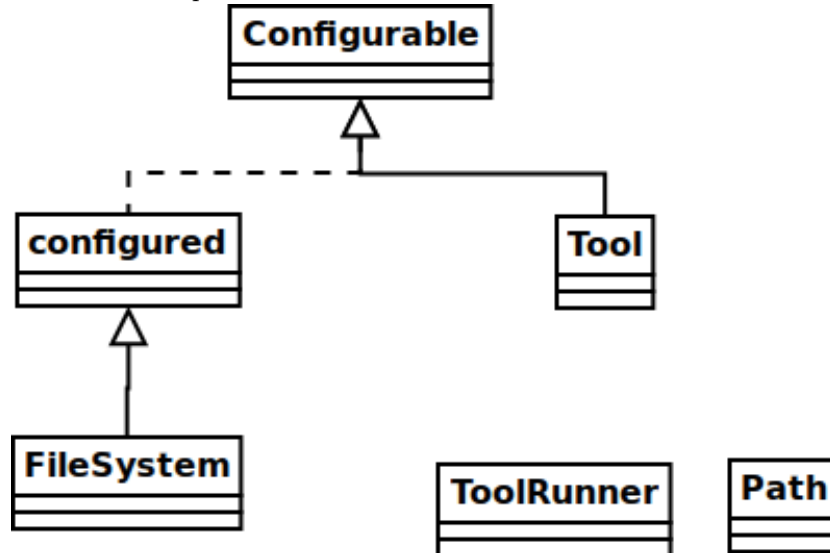 Configurable
configured
Tool
FileSystem
ToolRunner
Path